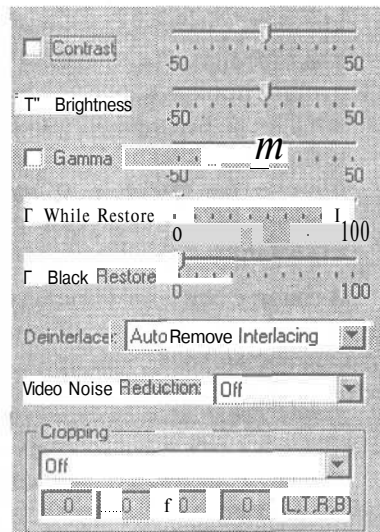 Contrast
-50 50
T" Brightness
-50 50
Gamma m
-50 50
Γ While Restore I
0 100
Γ Black Restore
0 100
Deinterlacer: Auto Remove Interlacing
Video Noise Reduction: Off
Cropping
Off
0 0 f 0 0 (L,T,R,B)